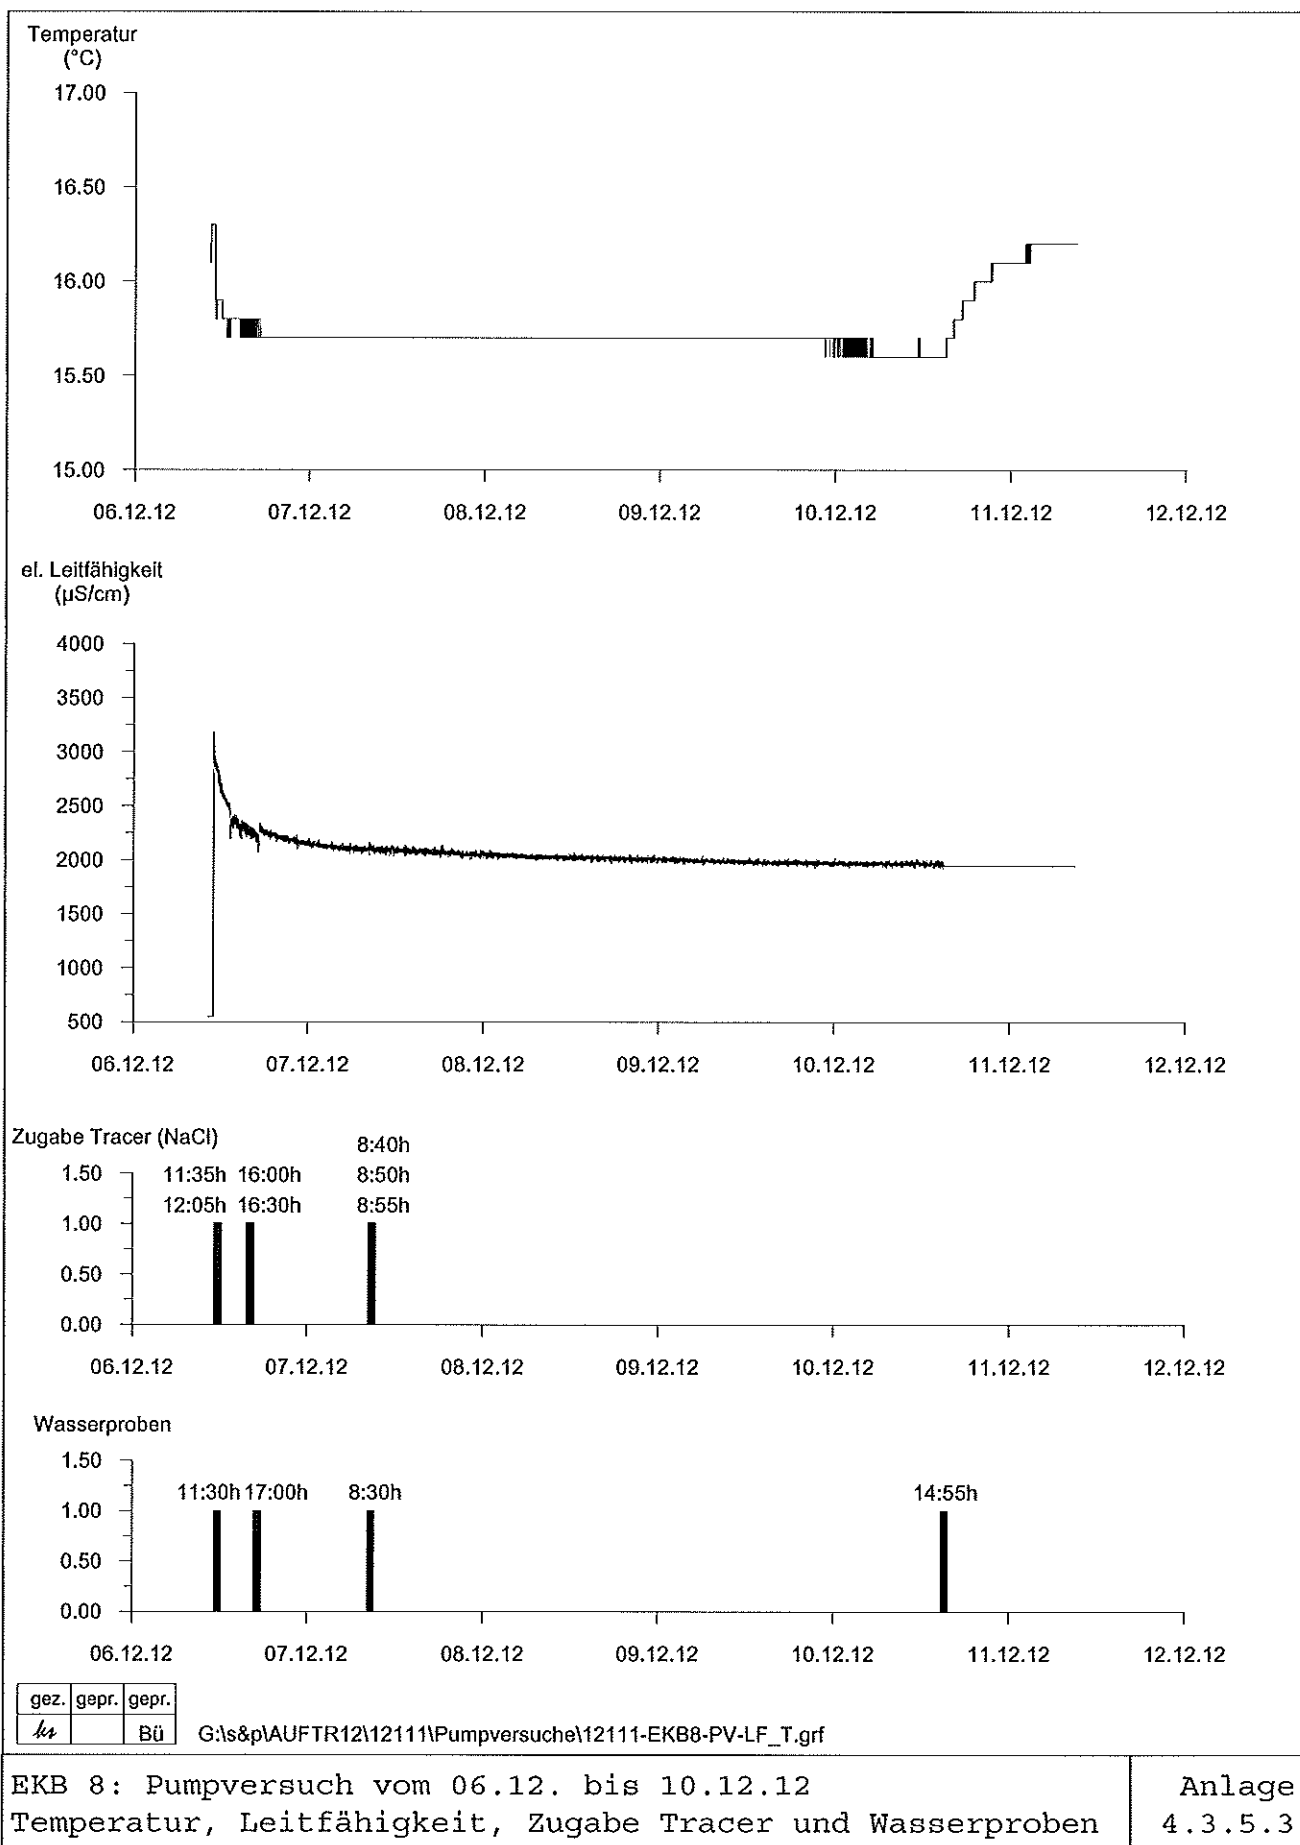 Temperatur
(°C)
17.00
16.50
16.00
15.50
15.00
06.12.12 07.12.12 08.12.12 09.12.12 10.12.12 11.12.12 12.12.12
el. Leitfähigkeit
(µS/cm)
4000
3500
3000
2500
2000
1500
1000
500
06.12.12 07.12.12 08.12.12 09.12.12 10.12.12 11.12.12 12.12.12
Zugabe Tracer (NaCl)
8:40h
1.50 11:35h 16:00h 8:50h
12:05h 16:30h 8:55h
1.00
0.50
0.00
06.12.12 07.12.12 08.12.12 09.12.12 10.12.12 11.12.12 12.12.12
Wasserproben
1.50
11:30h 17:00h 8:30h 14:55h
1.00
0.50
0.00
06.12.12 07.12.12 08.12.12 09.12.12 10.12.12 11.12.12 12.12.12
gez. gepr. gepr.
Bü G:\s&p\AUFTR12\12111\Pumpversuche\12111-EKB8-PV-LF_T.grf
EKB 8: Pumpversuch vom 06.12. bis 10.12.12
Temperatur, Leitfähigkeit, Zugabe Tracer und Wasserproben
Anlage
4.3.5.3